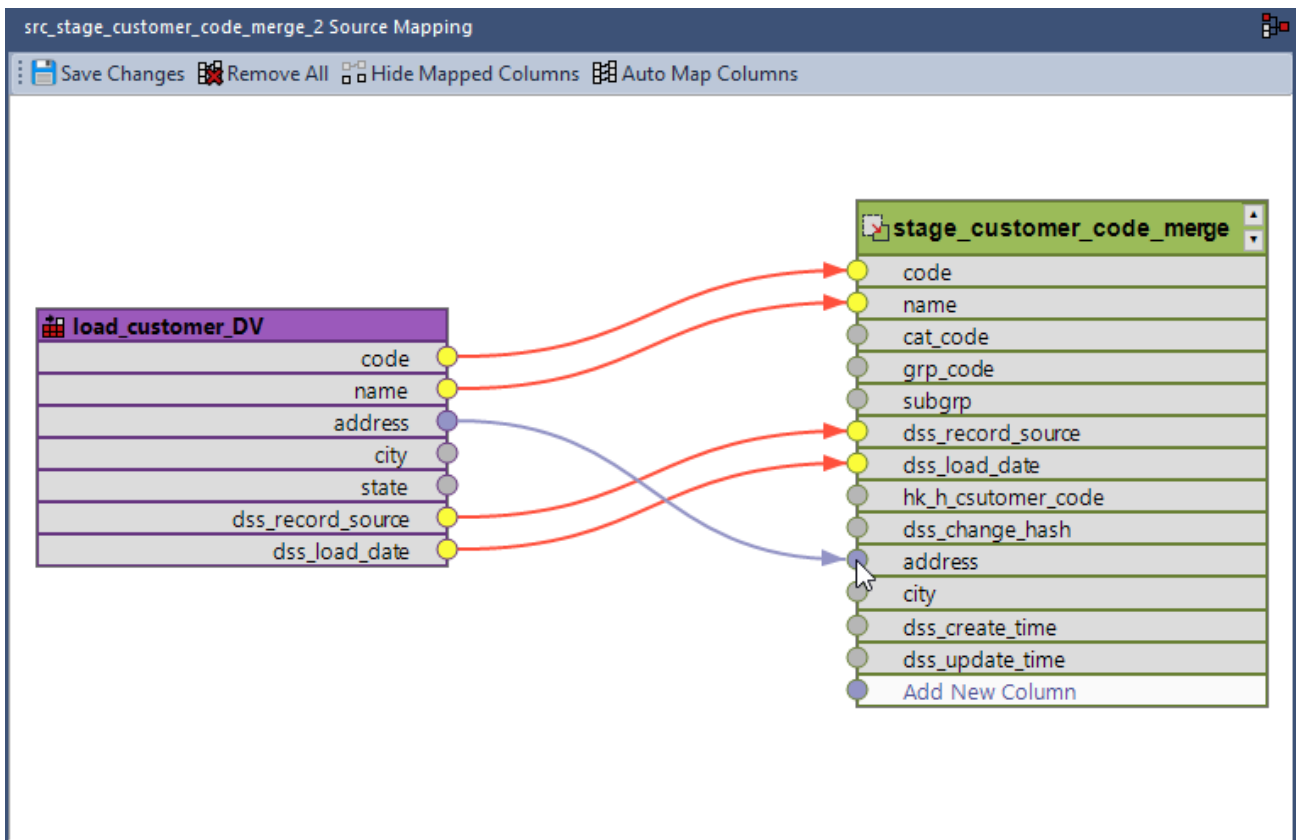 src_stage_customer_code_merge_2 Source Mapping
Save Changes Remove All Hide Mapped Columns Auto Map Columns
load_customer_DV
code
name
address
city
state
dss_record_source
dss_load_date
stage_customer_code_merge
code
name
cat_code
grp_code
subgrp
dss_record_source
dss_load_date
hk_h_csutomer_code
dss_change_hash
address
city
dss_create_time
dss_update_time
Add New Column